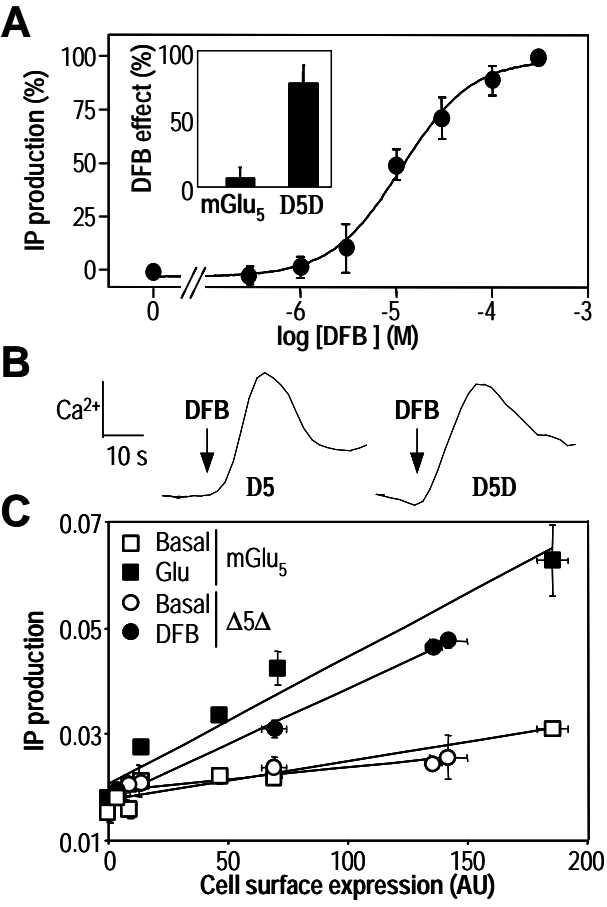 A
IP production (%)
100
75
50
25
0
DFB effect (%)
100
50
0
mGlu5
D5D
0
-6
-5
-4
-3
log [DFB ] (M)
B
Ca2+
10 s
DFB
D5
DFB
D5D
C
IP production
0.07
0.05
0.03
0.01
Basal
Glu
mGlu5
Basal
DFB
Δ5Δ
0
50
100
150
200
Cell surface expression (AU)